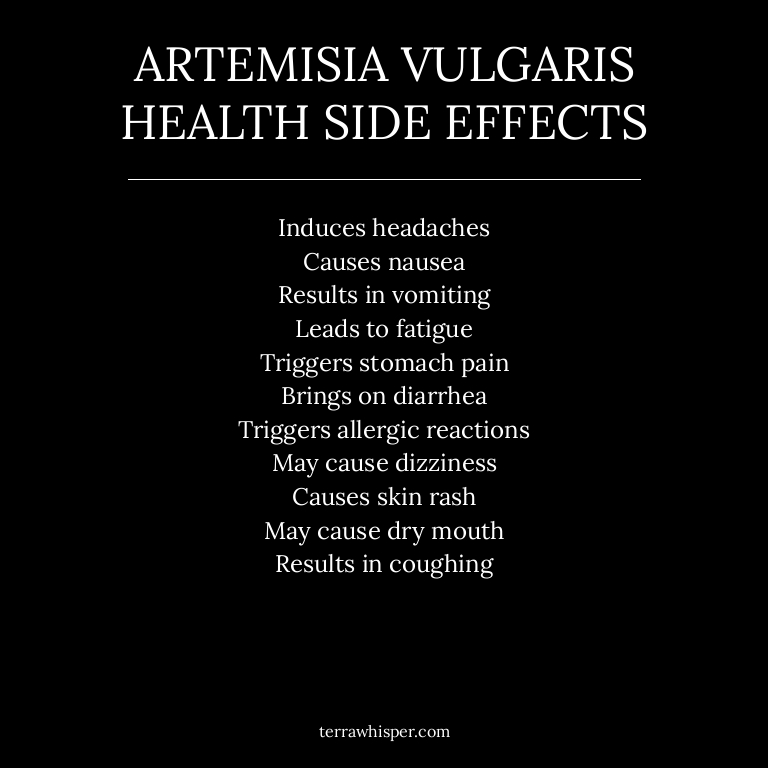 ARTEMISIA VULGARIS
HEALTH SIDE EFFECTS
Induces headaches
Causes nausea
Results in vomiting
Leads to fatigue
Triggers stomach pain
Brings on diarrhea
Triggers allergic reactions
May cause dizziness
Causes skin rash
May cause dry mouth
Results in coughing
terrawhisper.com